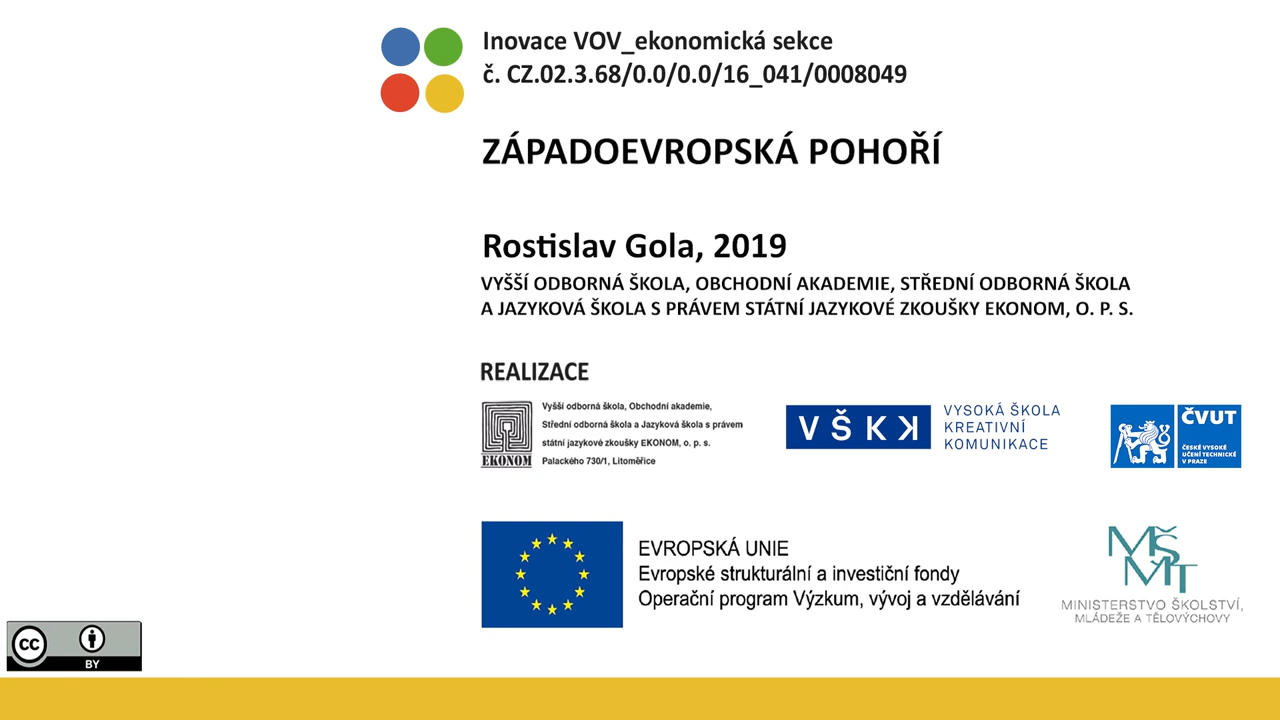 Inovace VOV_ekonomická sekce
č. CZ.02.3.68/0.0/0.0/16_041/0008049
ZÁPADOEVROPSKÁ POHOŘÍ
Rostislav Gola, 2019
VYŠŠÍ ODBORNÁ ŠKOLA, OBCHODNÍ AKADEMIE, STŘEDNÍ ODBORNÁ ŠKOLA
A JAZYKOVÁ ŠKOLA S PRÁVEM STÁTNÍ JAZYKOVÉ ZKOUŠKY EKONOM, O. P. S.
REALIZACE
Vyšší odborná škola, Obchodní akademie,
Střední odborná škola a Jazyková škola s právem
státní jazykové zkoušky EKONOM, o. p. s.
Palackého 730/1, Litoměřice
EKONOM
VŠKK
VYSOKÁ ŠKOLA
KREATIVNÍ
KOMUNIKACE
ČVUT
ČESKÉ VYSOKÉ
UČENÍ TECHNICKÉ
V PRAZE
EVROPSKÁ UNIE
Evropské strukturální a investiční fondy
Operační program Výzkum, vývoj a vzdělávání
MŠMT
MINISTERSTVO ŠKOLSTVÍ,
MLÁDEŽE A TĚLOVÝCHOVY
cc
BY